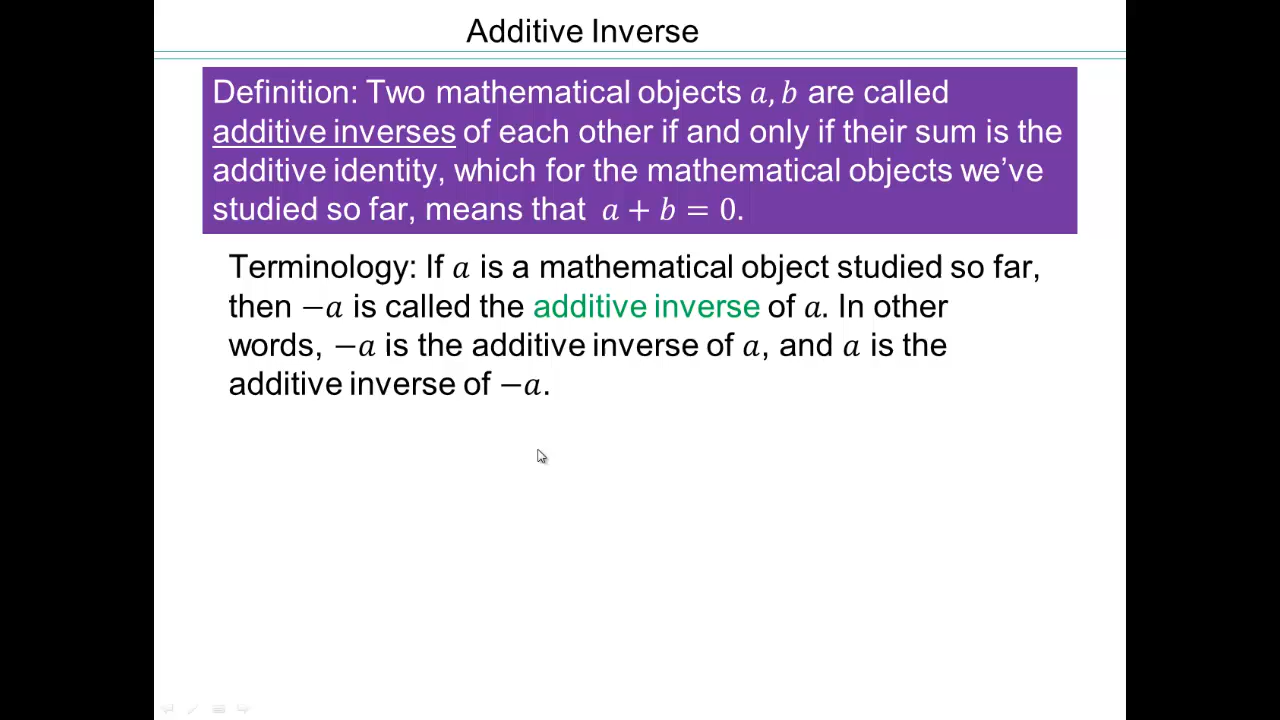 Additive Inverse
Definition: Two mathematical objects a, b are called
additive inverses of each other if and only if their sum is the
additive identity, which for the mathematical objects we’ve
studied so far, means that a + b = 0.
Terminology: If a is a mathematical object studied so far,
then −a is called the additive inverse of a. In other
words, −a is the additive inverse of a, and a is the
additive inverse of −a.